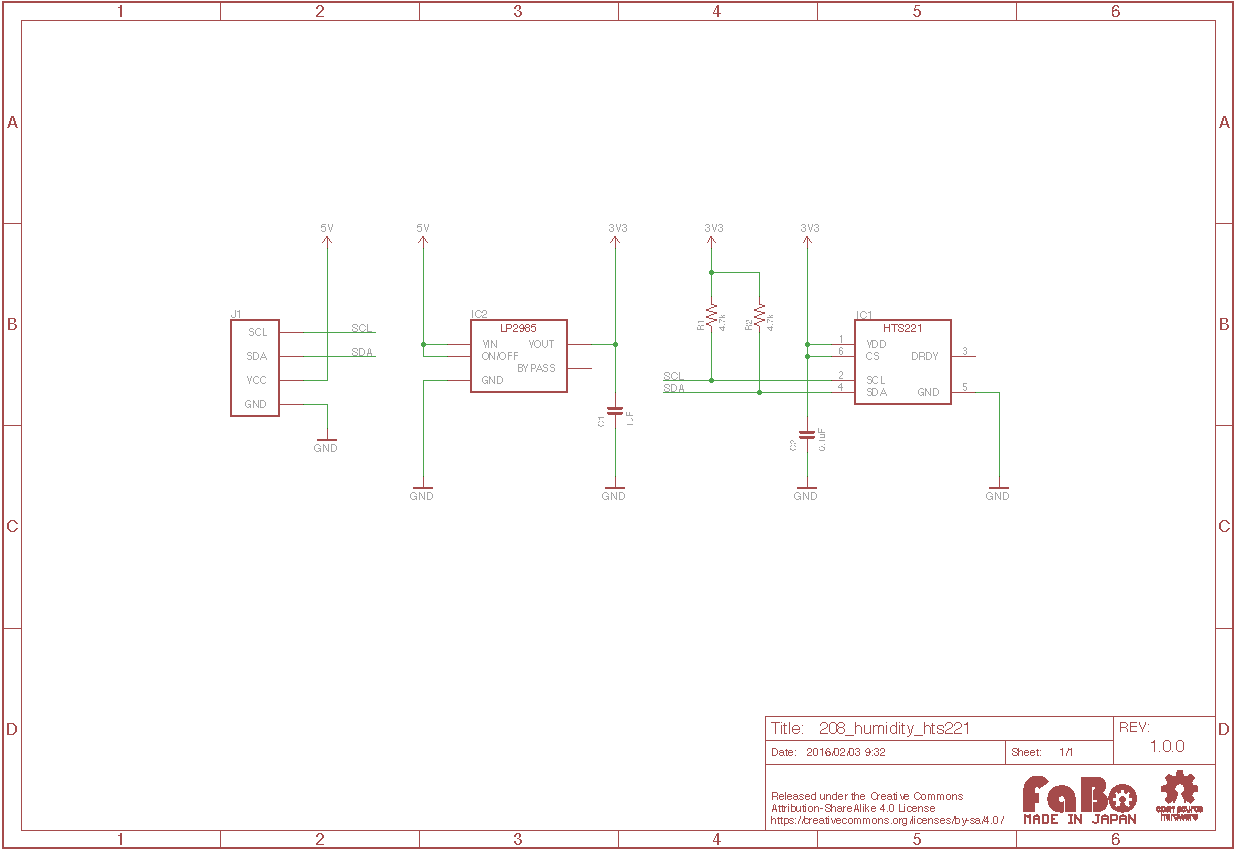 1 2 3 4 5 6
A A
5V 5V 3V3 3V3 3V3
J1 IC2 IC1
B B
SCL SCL
SDA SDA
VCC
GND
GND
LP2985
VIN VOUT
ON/OFF
BYPASS
GND
GND
C1 1uF
GND
R1 4.7k R2 4.7k
SCL
SDA
HTS221
1 VDD
6 CS DRDY 3
2 SCL
4 SDA GND 5
C2 0.1uF
GND
GND
C C
D D
Title: 208_humidity_hts221
REV: 1.0.0
Date: 2016/02/03 9:32
Sheet: 1/1
Released under the Creative Commons
Attribution-ShareAlike 4.0 License
https://creativecommons.org/licenses/by-sa/4.0/
FaBo
MADE IN JAPAN
open source
hardware
1 2 3 4 5 6